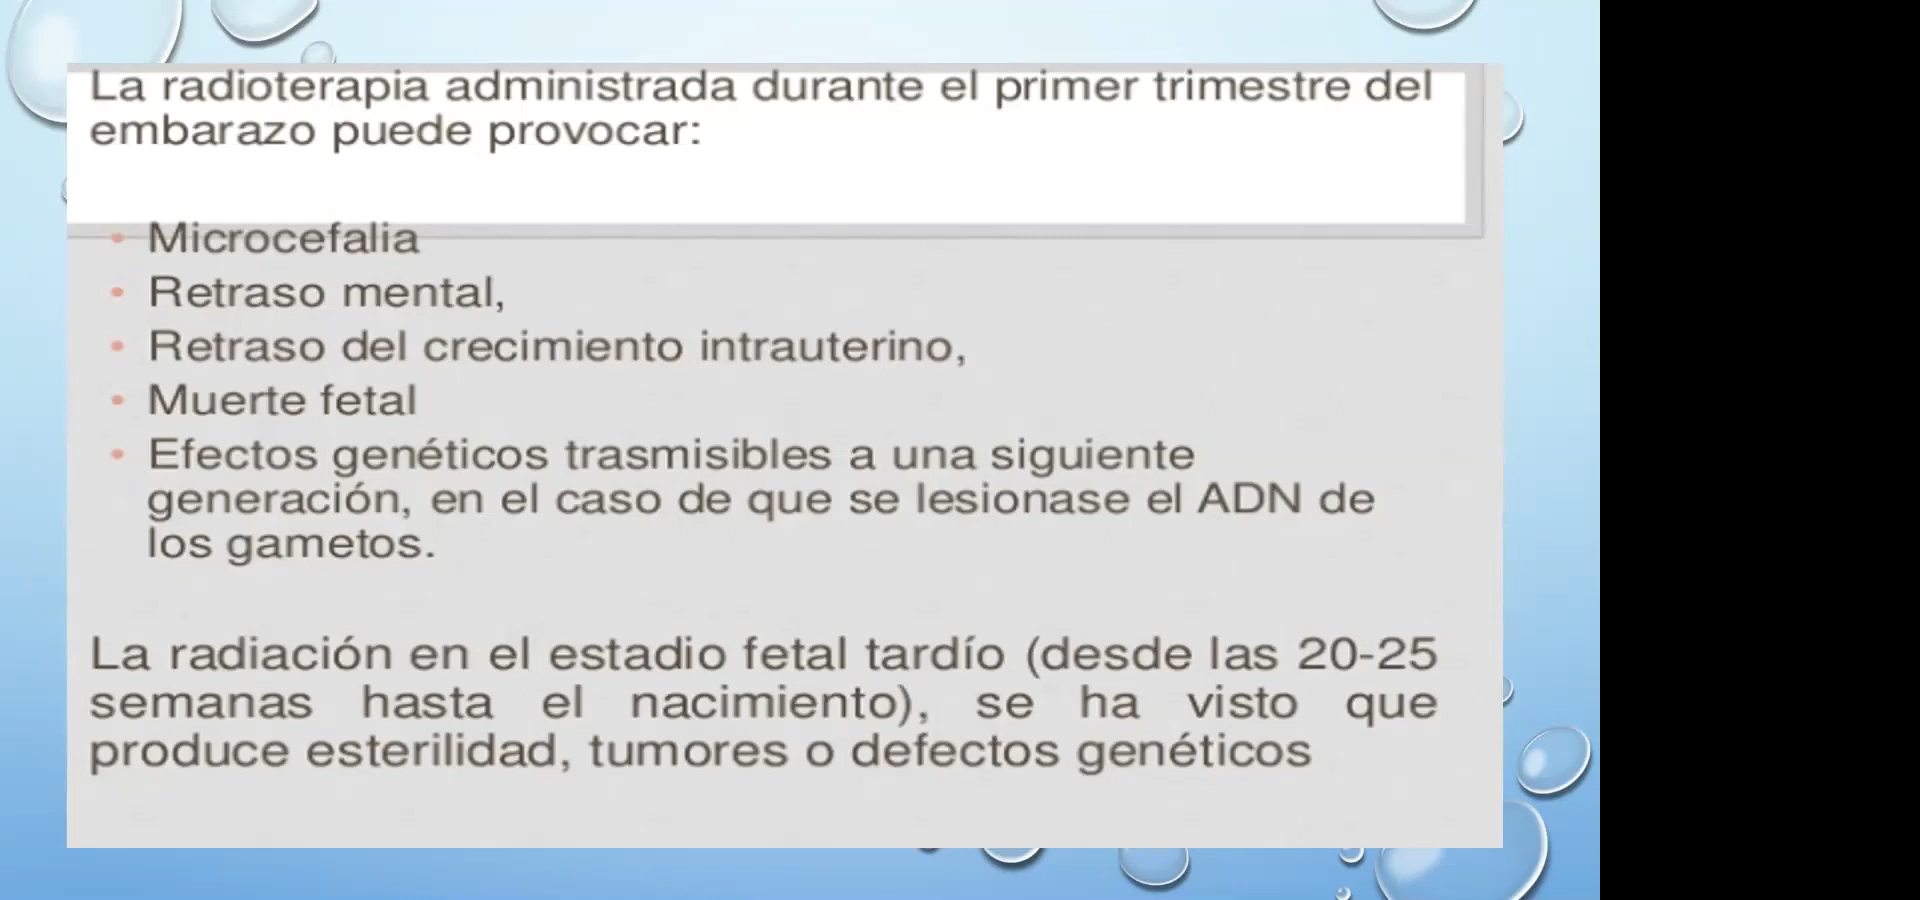 La radioterapia administrada durante el primer trimestre del
embarazo puede provocar:
• Microcefalia
• Retraso mental,
• Retraso del crecimiento intrauterino,
• Muerte fetal
• Efectos genéticos trasmisibles a una siguiente
generación, en el caso de que se lesionase el ADN de
los gametos.
La radiación en el estadio fetal tardío (desde las 20-25
semanas hasta el nacimiento), se ha visto que
produce esterilidad, tumores o defectos genéticos